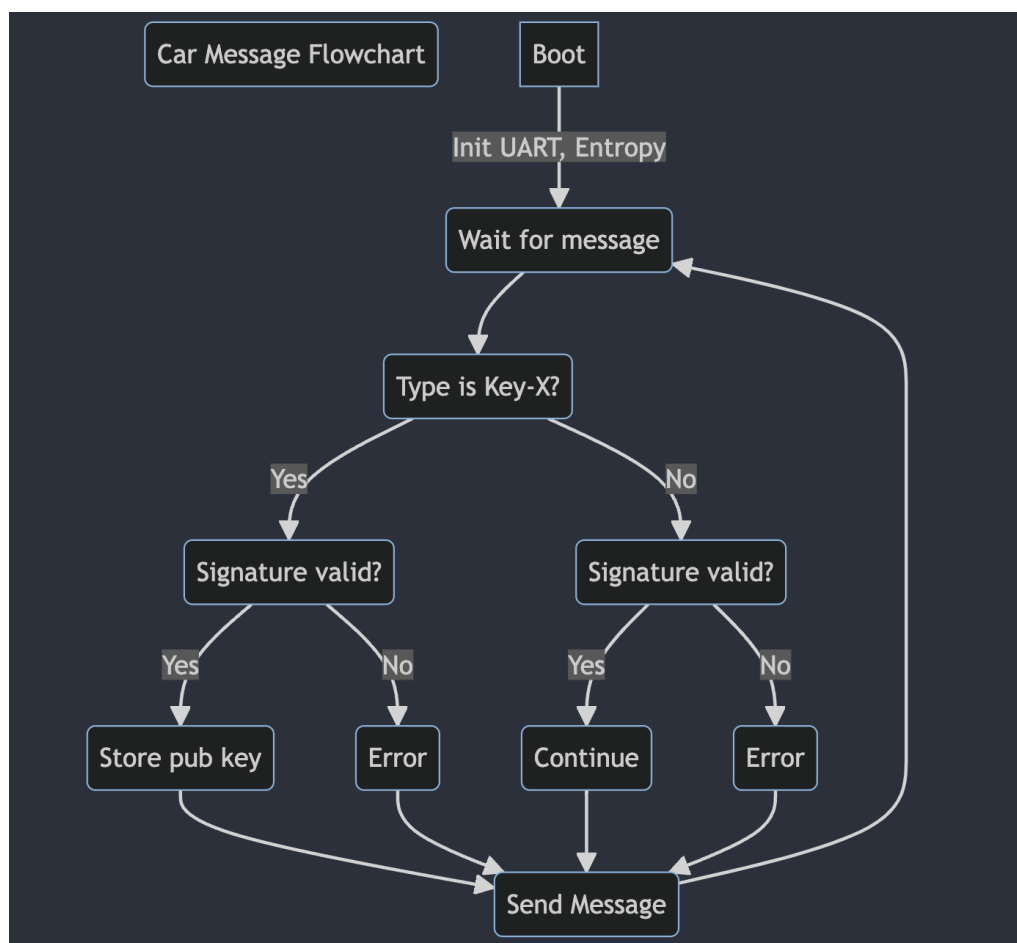 Car Message Flowchart
Boot
Init UART, Entropy
Wait for message
Type is Key-X?
Yes
No
Signature valid?
Signature valid?
Yes
No
Yes
No
Store pub key
Error
Continue
Error
Send Message